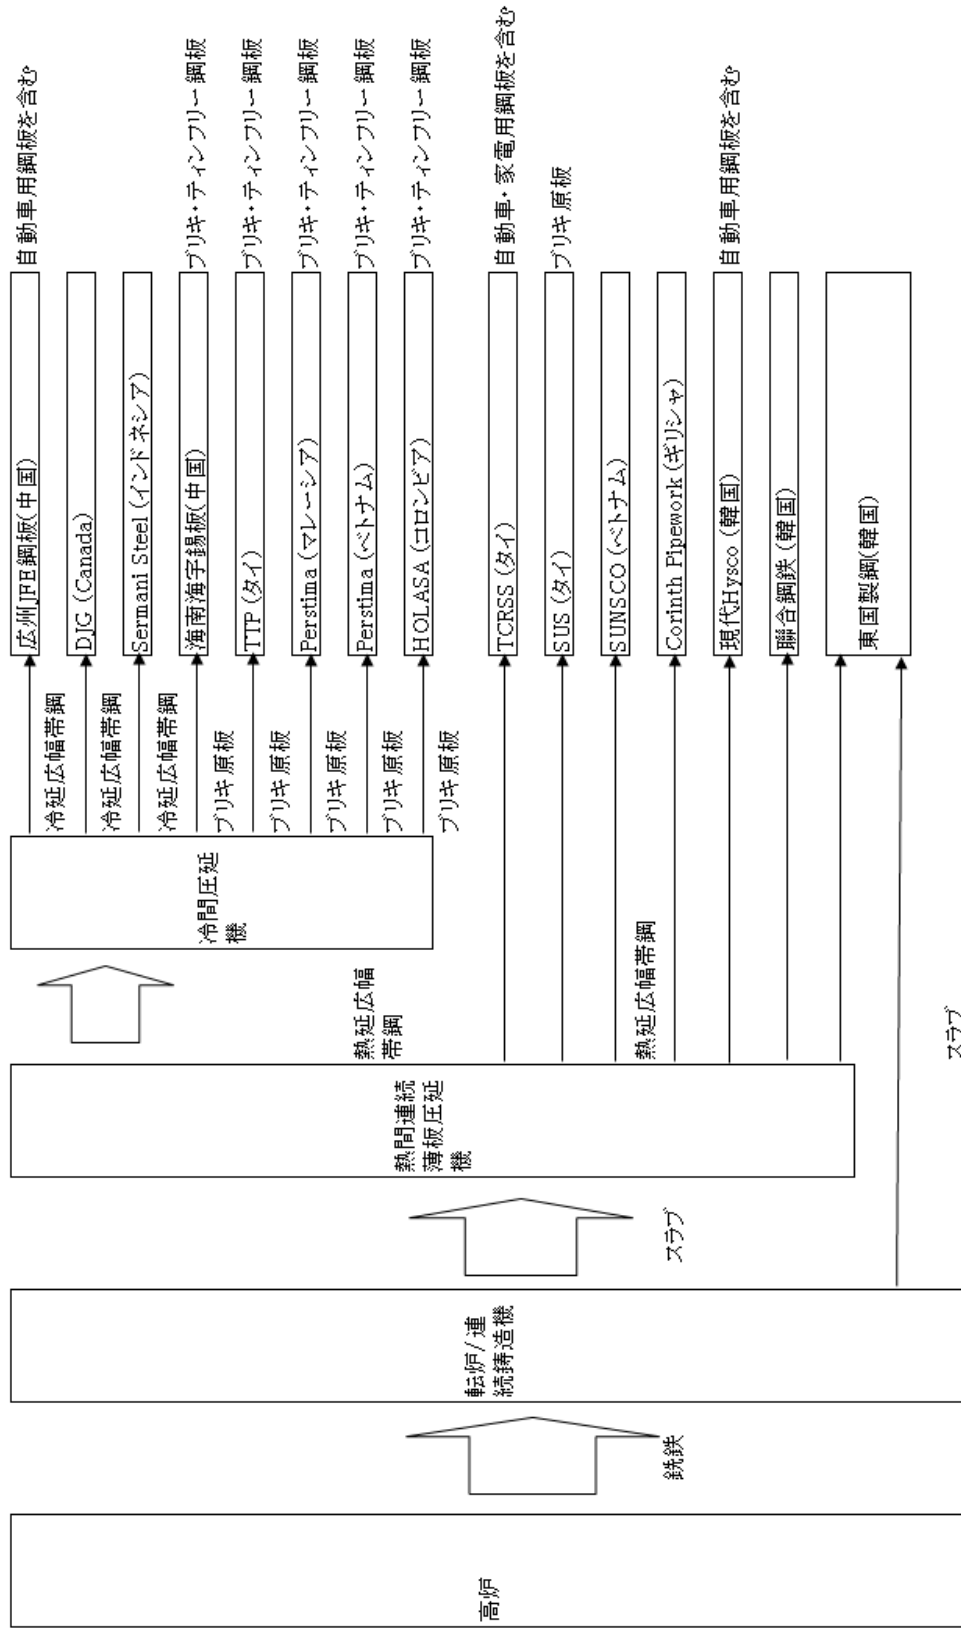 高炉
銑鉄
転炉/連
続鋳造機
スラブ
熱間連続
薄板圧延
機
熱延広幅
帯鋼
冷間圧延
機
冷延広幅帯鋼
冷延広幅帯鋼
冷延広幅帯鋼
ブリキ原板
ブリキ原板
ブリキ原板
ブリキ原板
ブリキ原板
熱延広幅帯鋼
スラブ
広州JFE鋼板(中国)
自動車用鋼板を含む
DJG (Canada)
Sermani Steel (インドネシア)
海南海宇錫板(中国)
ブリキ・ティンフリー鋼板
TTP (タイ)
ブリキ・ティンフリー鋼板
Perstima (マレーシア)
ブリキ・ティンフリー鋼板
Perstima (ベトナム)
ブリキ・ティンフリー鋼板
HOLASA (コロンビア)
ブリキ・ティンフリー鋼板
TCRSS (タイ)
自動車・家電用鋼板を含む
SUS (タイ)
ブリキ原板
SUNSCO (ベトナム)
Corinth Pipework (ギリシャ)
現代Hysco (韓国)
自動車用鋼板を含む
聯合鋼鉄 (韓国)
東国製鋼(韓国)